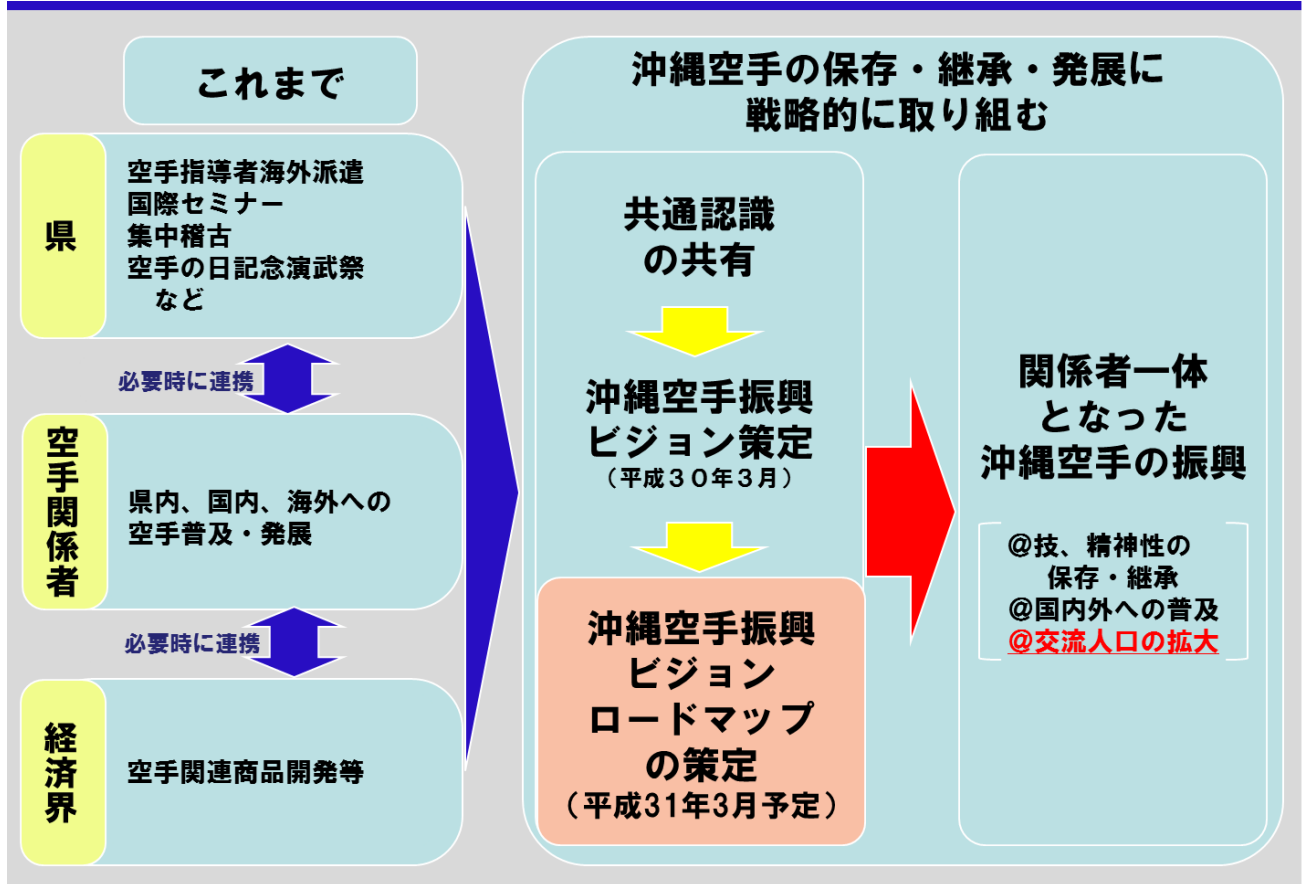 これまで
県
空手指導者海外派遣
国際セミナー
集中稽古
空手の日記念演武祭
など
必要時に連携
空手関係者
県内、国内、海外への
空手普及・発展
必要時に連携
経済界
空手関連商品開発等
沖縄空手の保存・継承・発展に
戦略的に取り組む
共通認識
の共有
沖縄空手振興
ビジョン策定
（平成３０年３月）
沖縄空手振興
ビジョン
ロードマップ
の策定
（平成31年3月予定）
関係者一体
となった
沖縄空手の振興
＠技、精神性の
保存・継承
＠国内外への普及
＠交流人口の拡大